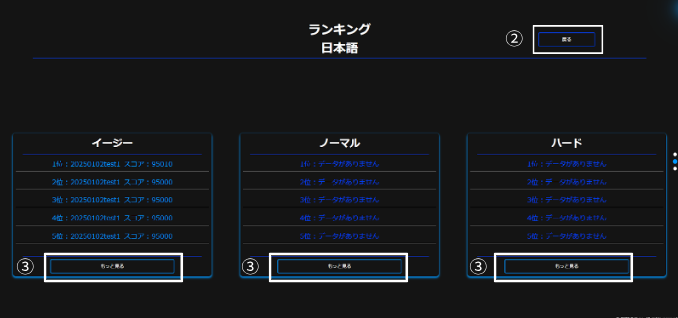 ランキング
日本語
② 戻る
イージー
1位：20250102test1 スコア：95010
2位：20250102test1 スコア：95000
3位：20250102test1 スコア：95000
4位：20250102test1 スコア：95000
5位：20250102test1 スコア：95000
③ もっと見る
ノーマル
1位：データがありません
2位：データがありません
3位：データがありません
4位：データがありません
5位：データがありません
③ もっと見る
ハード
1位：データがありません
2位：データがありません
3位：データがありません
4位：データがありません
5位：データがありません
③ もっと見る